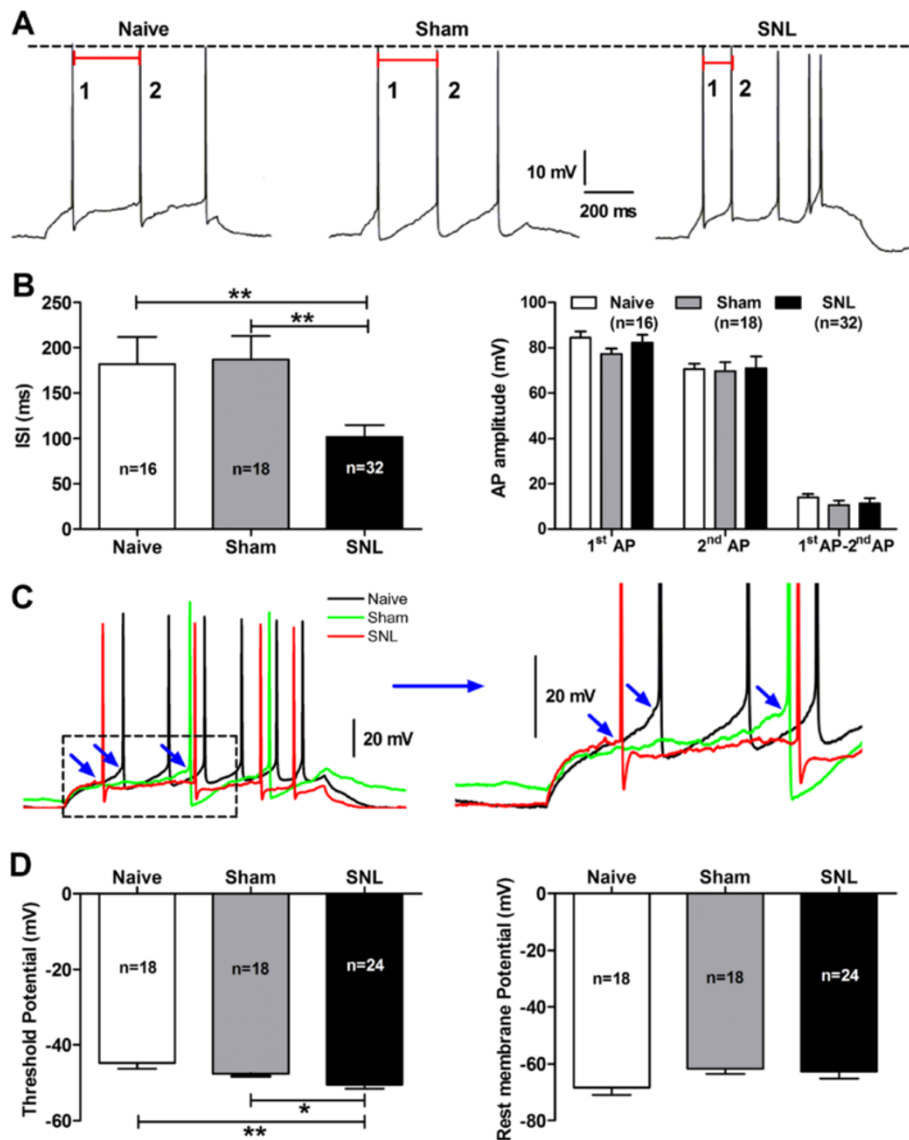 A
Naive
Sham
SNL
1
2
1
2
1
2
10 mV
200 ms
B
**
**
250
200
150
100
50
0
ISI (ms)
n=16
n=18
n=32
Naive
Sham
SNL
100
80
60
40
20
0
AP amplitude (mV)
Naive
(n=16)
Sham
(n=18)
SNL
(n=32)
1st AP
2nd AP
1st AP-2nd AP
C
Naive
Sham
SNL
20 mV
20 mV
D
Naive
Sham
SNL
0
-20
-40
-60
Threshold Potential (mV)
n=18
n=18
n=24
*
**
Naive
Sham
SNL
0
-20
-40
-60
-80
Rest membrane Potential (mV)
n=18
n=18
n=24